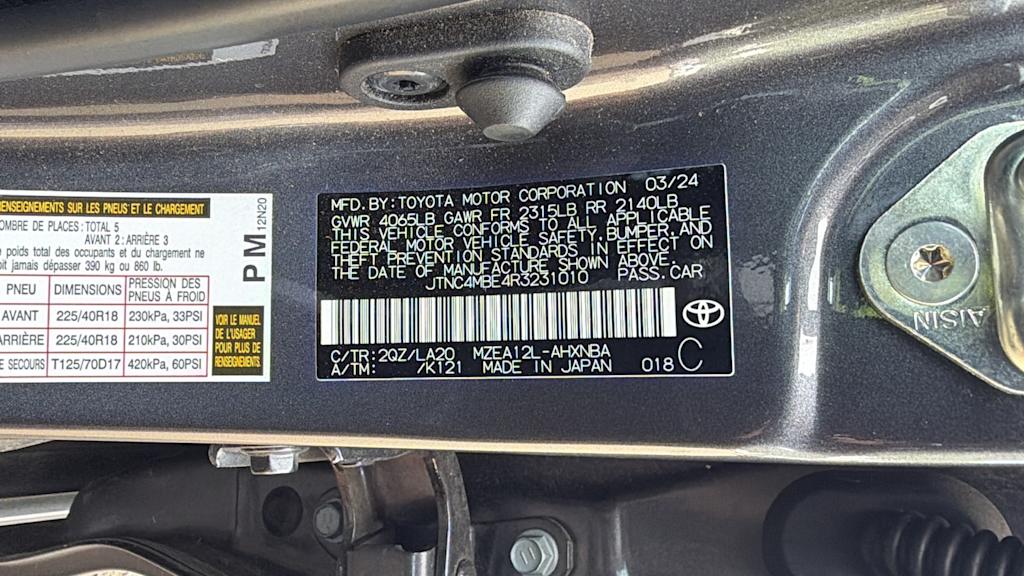 RENSEIGNEMENTS SUR LES PNEUS ET LE CHARGEMENT
NOMBRE DE PLACES: TOTAL 5
AVANT 2: ARRIÈRE 3
Le poids total des occupants et du chargement ne
doit jamais dépasser 390 kg ou 860 lb.
PNEU DIMENSIONS PRESSION DES PNEUS À FROID
AVANT 225/40R18 230kPa, 33PSI
ARRIÈRE 225/40R18 210kPa, 30PSI
DE SECOURS T125/70D17 420kPa, 60PSI
VOIR LE MANUEL
DE L'USAGER
POUR PLUS DE
RENSEIGNEMENTS
PM
12N20
MFD. BY: TOYOTA MOTOR CORPORATION 03/24
GVWR 4065LB GAWR FR 2315LB RR 2140LB
THIS VEHICLE CONFORMS TO ALL APPLICABLE
FEDERAL MOTOR VEHICLE SAFETY, BUMPER, AND
THEFT PREVENTION STANDARDS IN EFFECT ON
THE DATE OF MANUFACTURE SHOWN ABOVE.
JTNC4MBE4R3231010 PASS. CAR
C/TR: 2QZ/LA20 MZEA12L-AHXNBA
A/TM: /K121 MADE IN JAPAN 018 C
AISIN